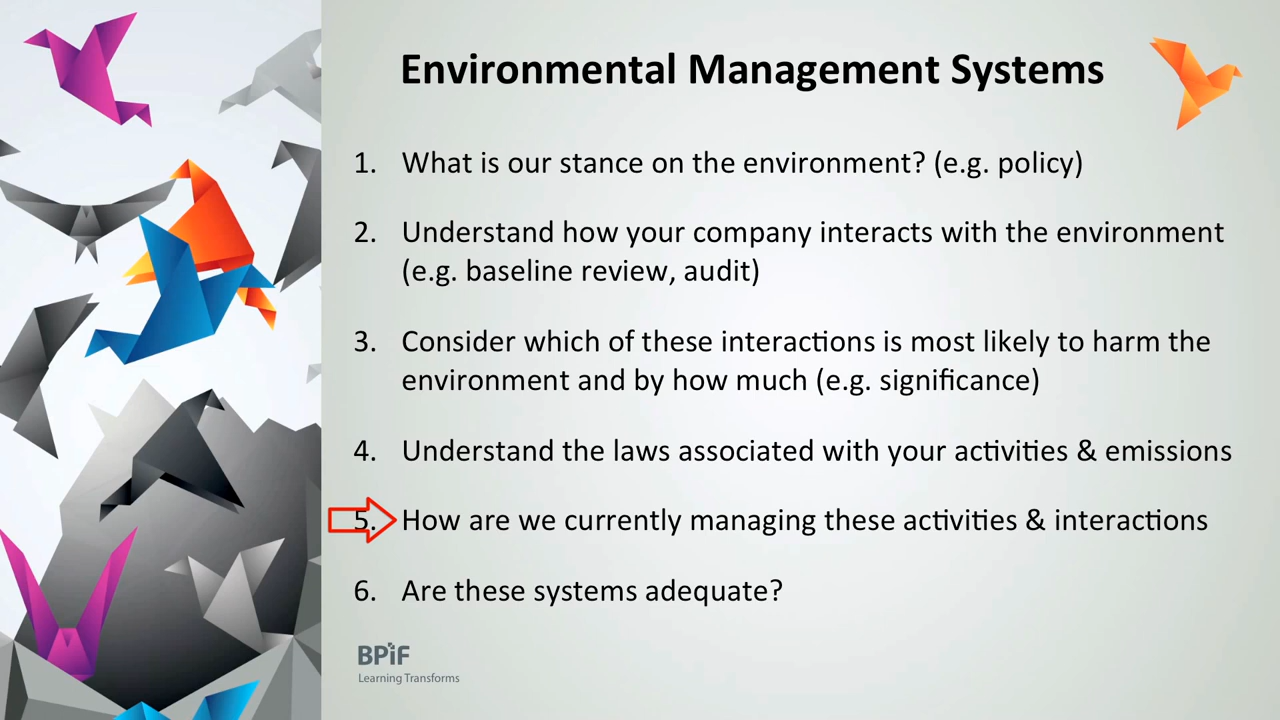 Environmental Management Systems
1. What is our stance on the environment? (e.g. policy)
2. Understand how your company interacts with the environment
(e.g. baseline review, audit)
3. Consider which of these interactions is most likely to harm the
environment and by how much (e.g. significance)
4. Understand the laws associated with your activities & emissions
5. How are we currently managing these activities & interactions
6. Are these systems adequate?
BPiF
Learning Transforms